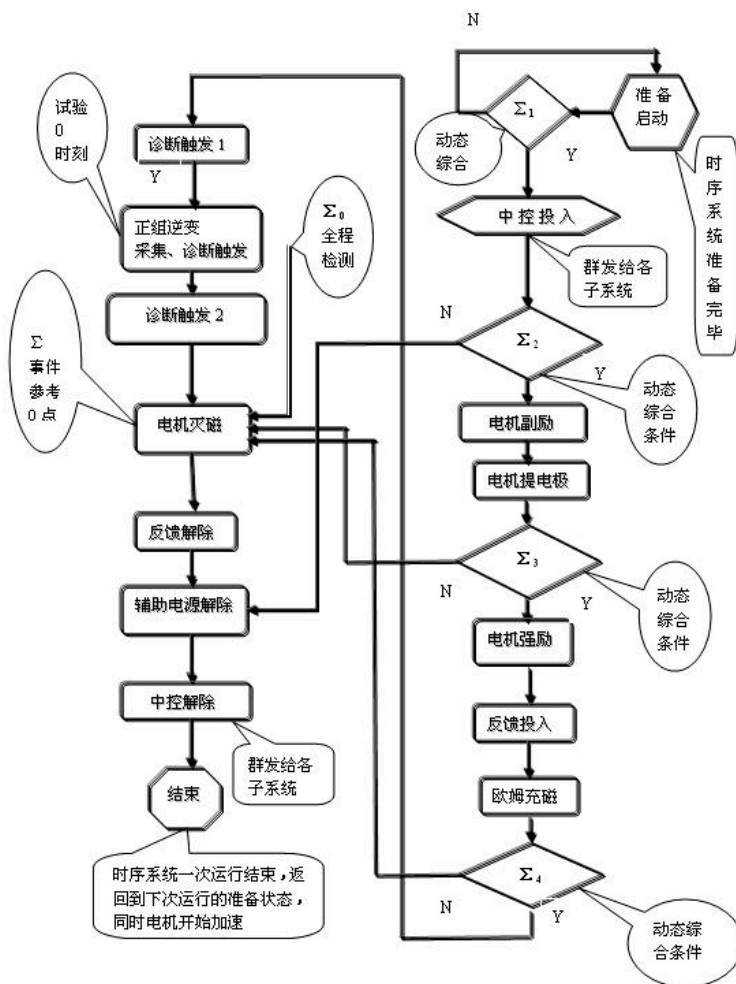 N
准 备
启动
Σ1
动态
综合
Y
时
序
系
统
准
备
完
毕
中 控 投 入
群发给各
子系统
N
Σ2
Y
动态
综合
条件
电机副励
电机提电极
Σ3
N
Y
动态
综合
条件
电机强励
反馈投入
欧姆充磁
Σ4
N
Y
动态综
合条件
试验
0
时刻
诊断触发 1
Y
正组逆变
采集、诊断触发
Σ0
全程
检测
诊断触发 2
Σ
事件
参考
0 点
电机灭磁
反馈解除
辅助电源解除
中控解除
群发给各
子系统
结束
时序系统一次运行结束，返
回到下次运行的准备状态，
同时电机开始加速